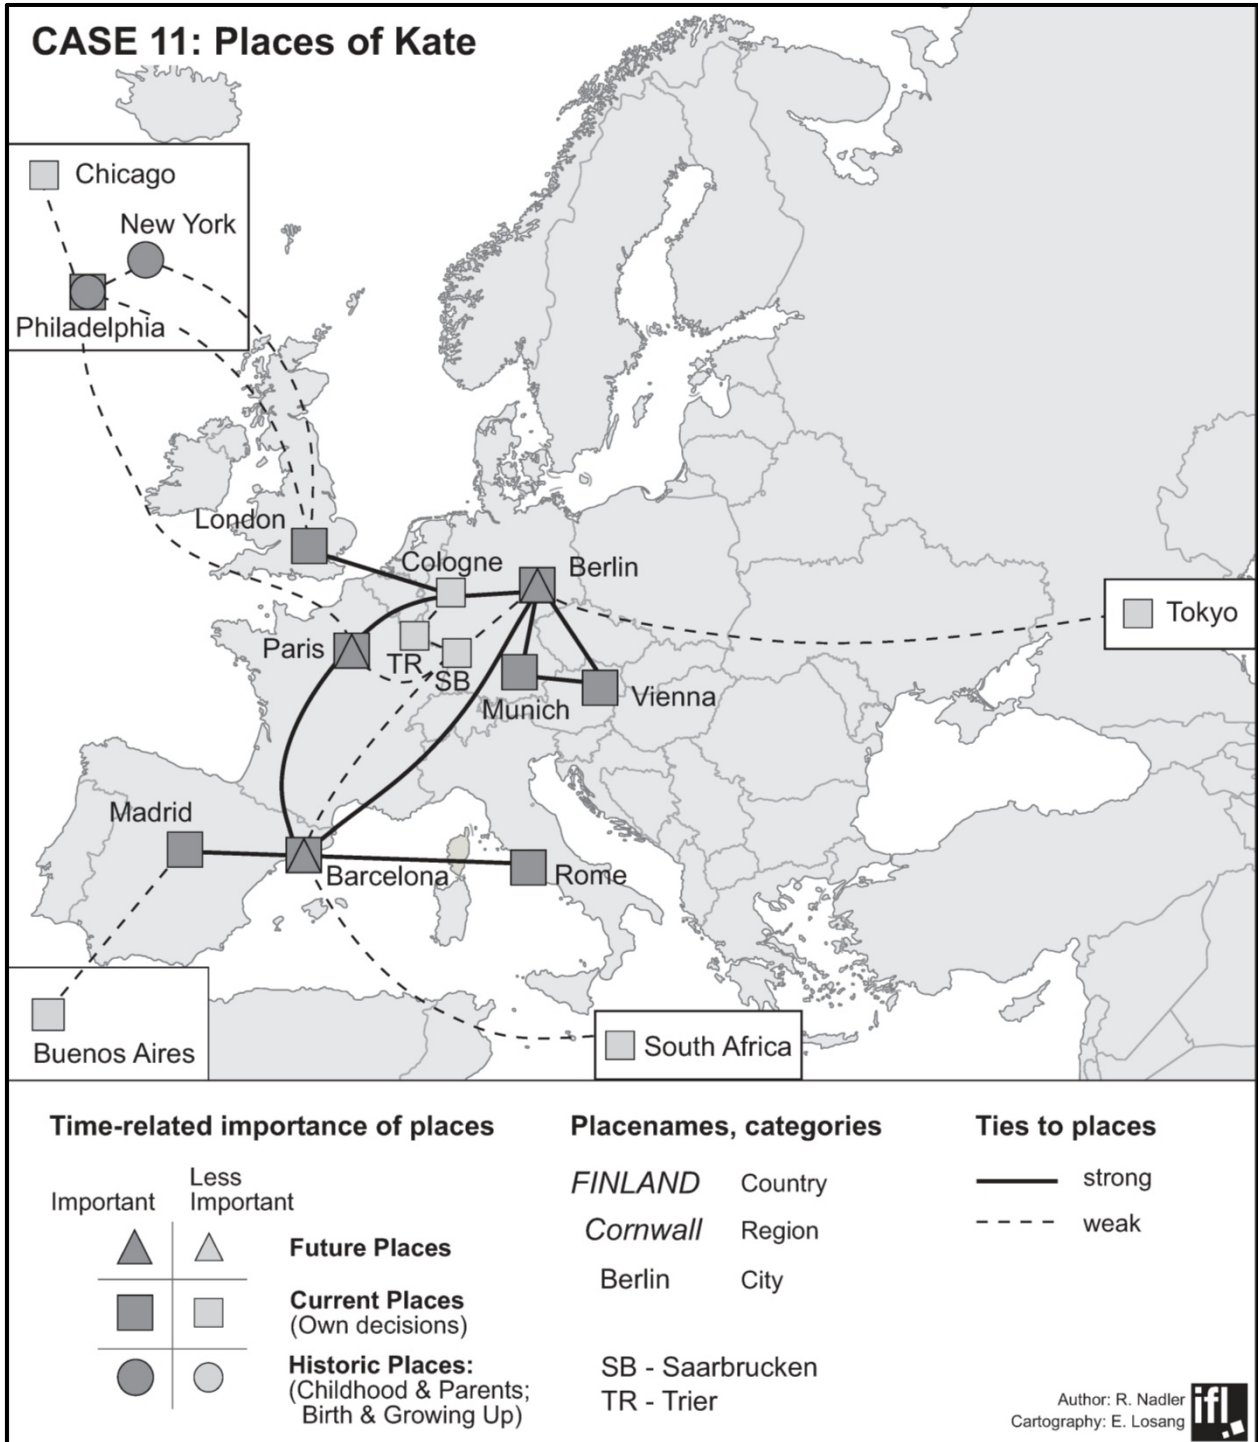 CASE 11: Places of Kate
Chicago
New York
Philadelphia
London
Cologne
Berlin
Tokyo
Paris
TR
SB
Munich
Vienna
Madrid
Barcelona
Rome
Buenos Aires
South Africa
Time-related importance of places
Important
Less
Important
Future Places
Current Places
(Own decisions)
Historic Places:
(Childhood & Parents;
Birth & Growing Up)
Placenames, categories
FINLAND Country
Cornwall Region
Berlin City
SB - Saarbrucken
TR - Trier
Ties to places
strong
weak
Author: R. Nadler
Cartography: E. Losang
ifl